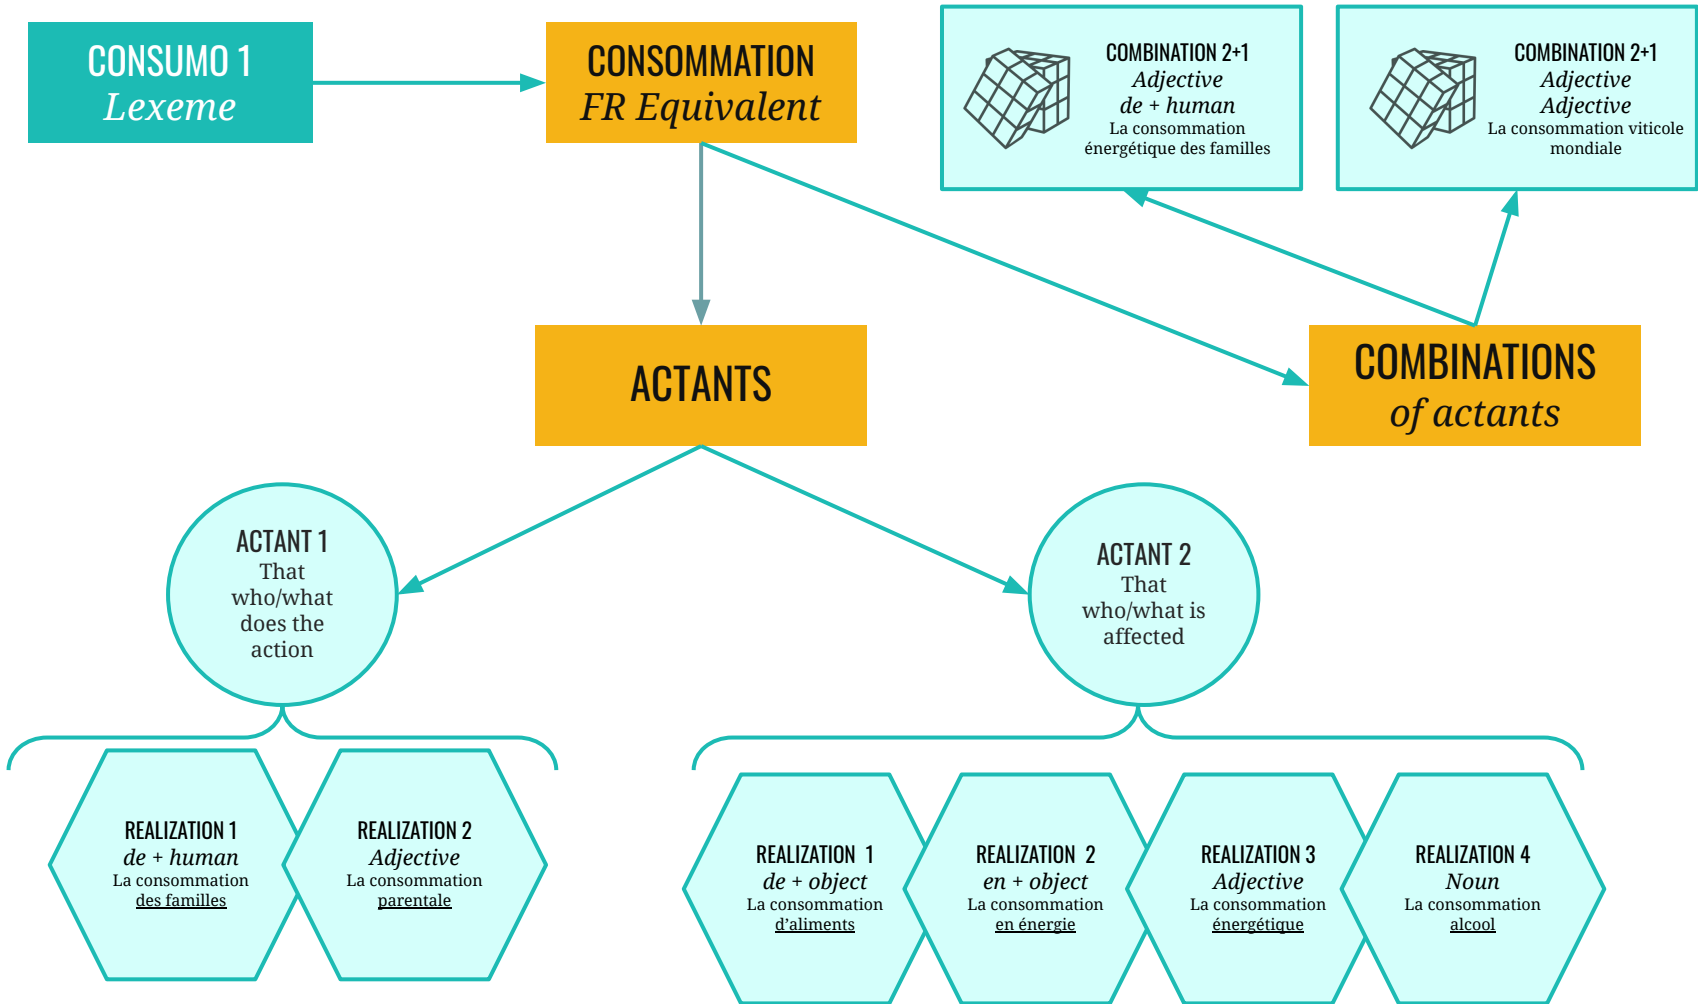 CONSUMO 1
Lexeme
CONSOMMATION
FR Equivalent
COMBINATION 2+1
Adjective
de + human
La consommation
énergétique des familles
COMBINATION 2+1
Adjective
Adjective
La consommation viticole
mondiale
ACTANTS
COMBINATIONS
of actants
ACTANT 1
That
who/what
does the
action
ACTANT 2
That
who/what is
affected
REALIZATION 1
de + human
La consommation
des familles
REALIZATION 2
Adjective
La consommation
parentale
REALIZATION 1
de + object
La consommation
d’aliments
REALIZATION 2
en + object
La consommation
en énergie
REALIZATION 3
Adjective
La consommation
énergétique
REALIZATION 4
Noun
La consommation
alcool